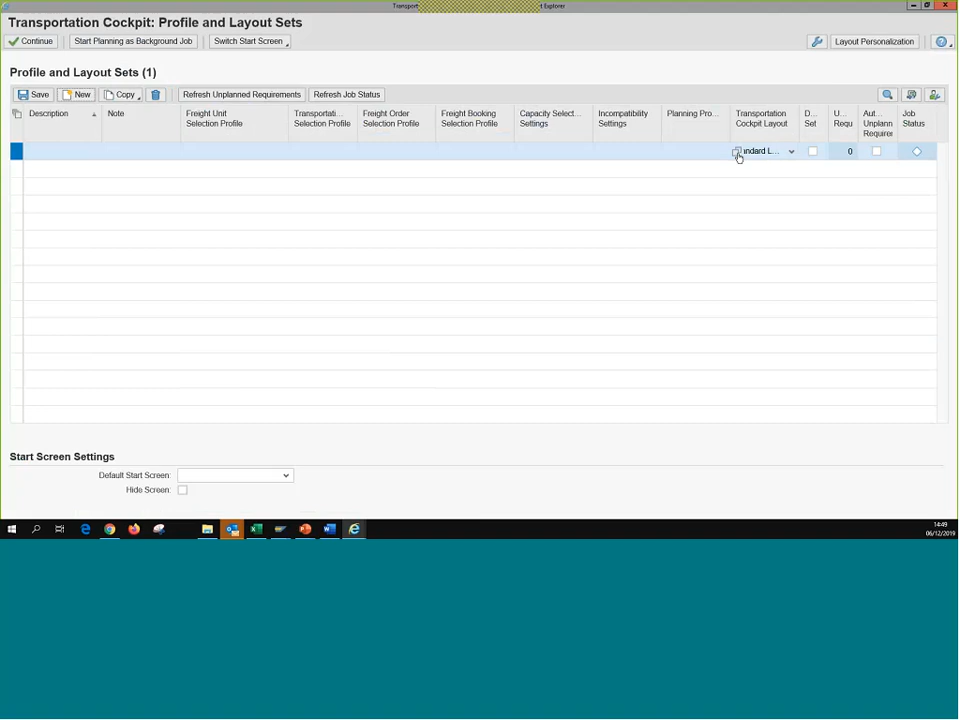 Transport t Explorer
Transportation Cockpit: Profile and Layout Sets
Continue Start Planning as Background Job Switch Start Screen Layout Personalization
Profile and Layout Sets (1)
Save New Copy Refresh Unplanned Requirements Refresh Job Status
Description Note Freight Unit Transportati... Freight Order Freight Booking Capacity Select... Incompatibility Planning Pro... Transportation D... U... Aut... Job
Selection Profile Selection Profile Selection Profile Selection Profile Settings Settings Cockpit Layout Set Requ Unplann Status
Requirer
andard L... 0
Start Screen Settings
Default Start Screen:
Hide Screen:
14:49
06/12/2019